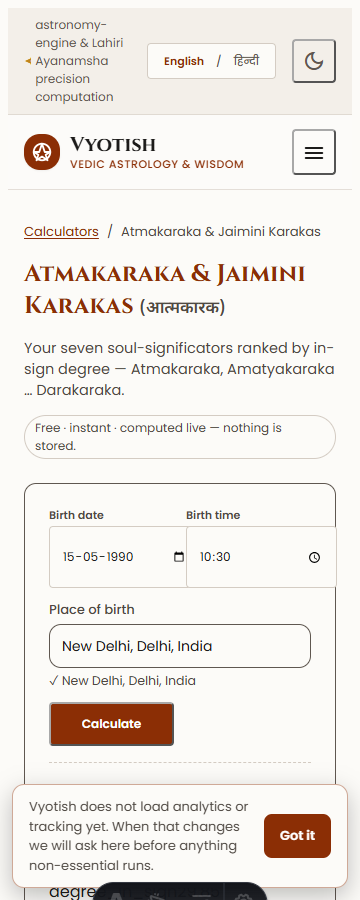 astronomy-
engine & Lahiri
Ayanamsha
precision
computation
English / हिन्दी
Vyotish
VEDIC ASTROLOGY & WISDOM
Calculators / Atmakaraka & Jaimini Karakas
Atmakaraka & Jaimini
Karakas (आत्मकारक)
Your seven soul-significators ranked by in-
sign degree — Atmakaraka, Amatyakaraka
… Darakaraka.
Free · instant · computed live — nothing is
stored.
Birth date Birth time
15-05-1990 10:30
Place of birth
New Delhi, Delhi, India
✓ New Delhi, Delhi, India
Calculate
Vyotish does not load analytics or
tracking yet. When that changes
we will ask here before anything
non-essential runs.
Got it